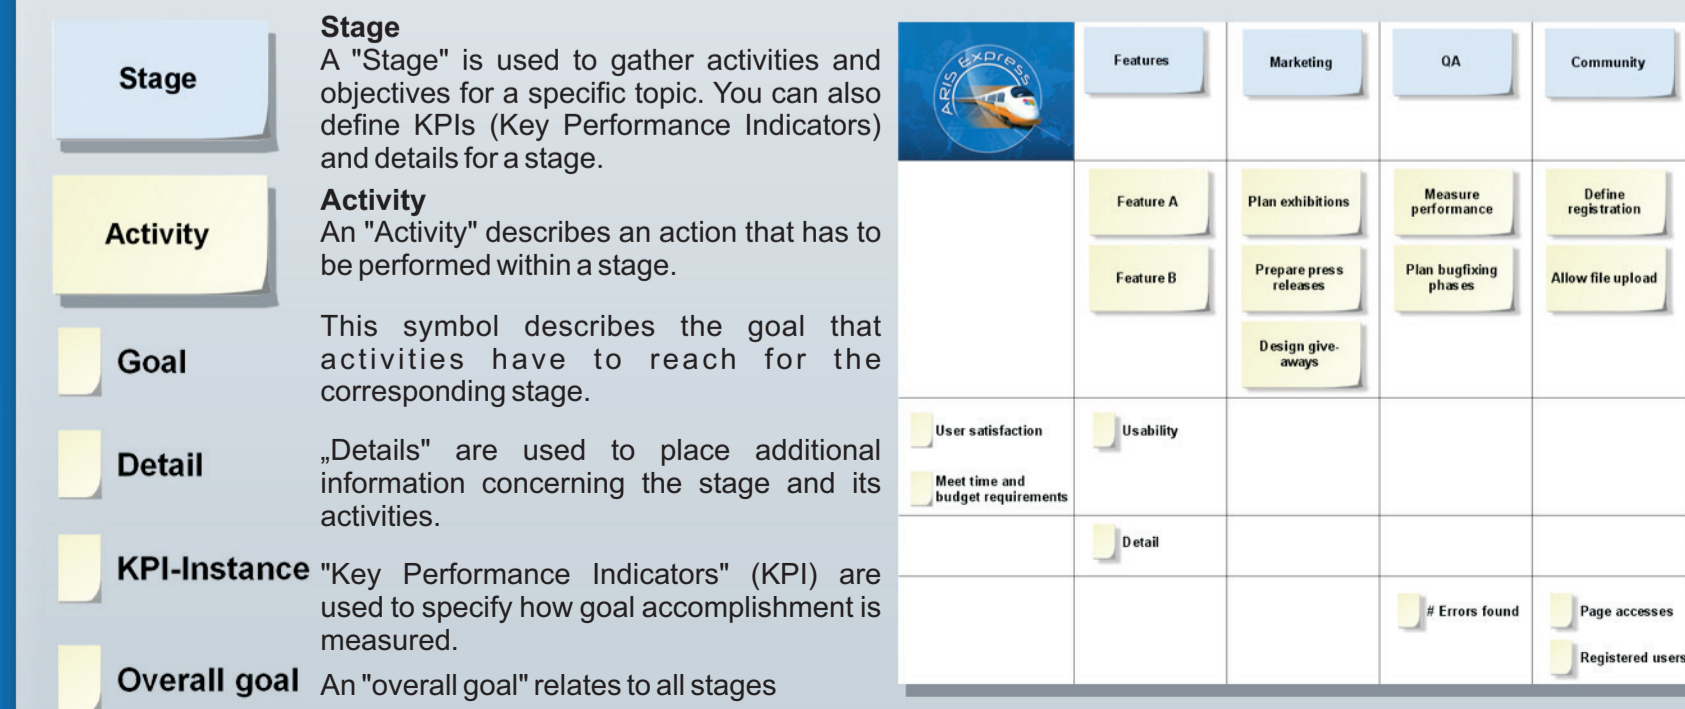 Stage
Stage
A "Stage" is used to gather activities and
objectives for a specific topic. You can also
define KPIs (Key Performance Indicators)
and details for a stage.
Activity
Activity
An "Activity" describes an action that has to
be performed within a stage.
Goal
This symbol describes the goal that
activities have to reach for the
corresponding stage.
Detail
„Details" are used to place additional
information concerning the stage and its
activities.
KPI-Instance
"Key Performance Indicators" (KPI) are
used to specify how goal accomplishment is
measured.
Overall goal
An "overall goal" relates to all stages
ARIS Express
Features
Marketing
QA
Community
Feature A
Plan exhibitions
Measure
performance
Define
registration
Feature B
Prepare press
releases
Plan bugfixing
phases
Allow file upload
Design give-
aways
User satisfaction
Usability
Meet time and
budget requirements
Detail
# Errors found
Page accesses
Registered users